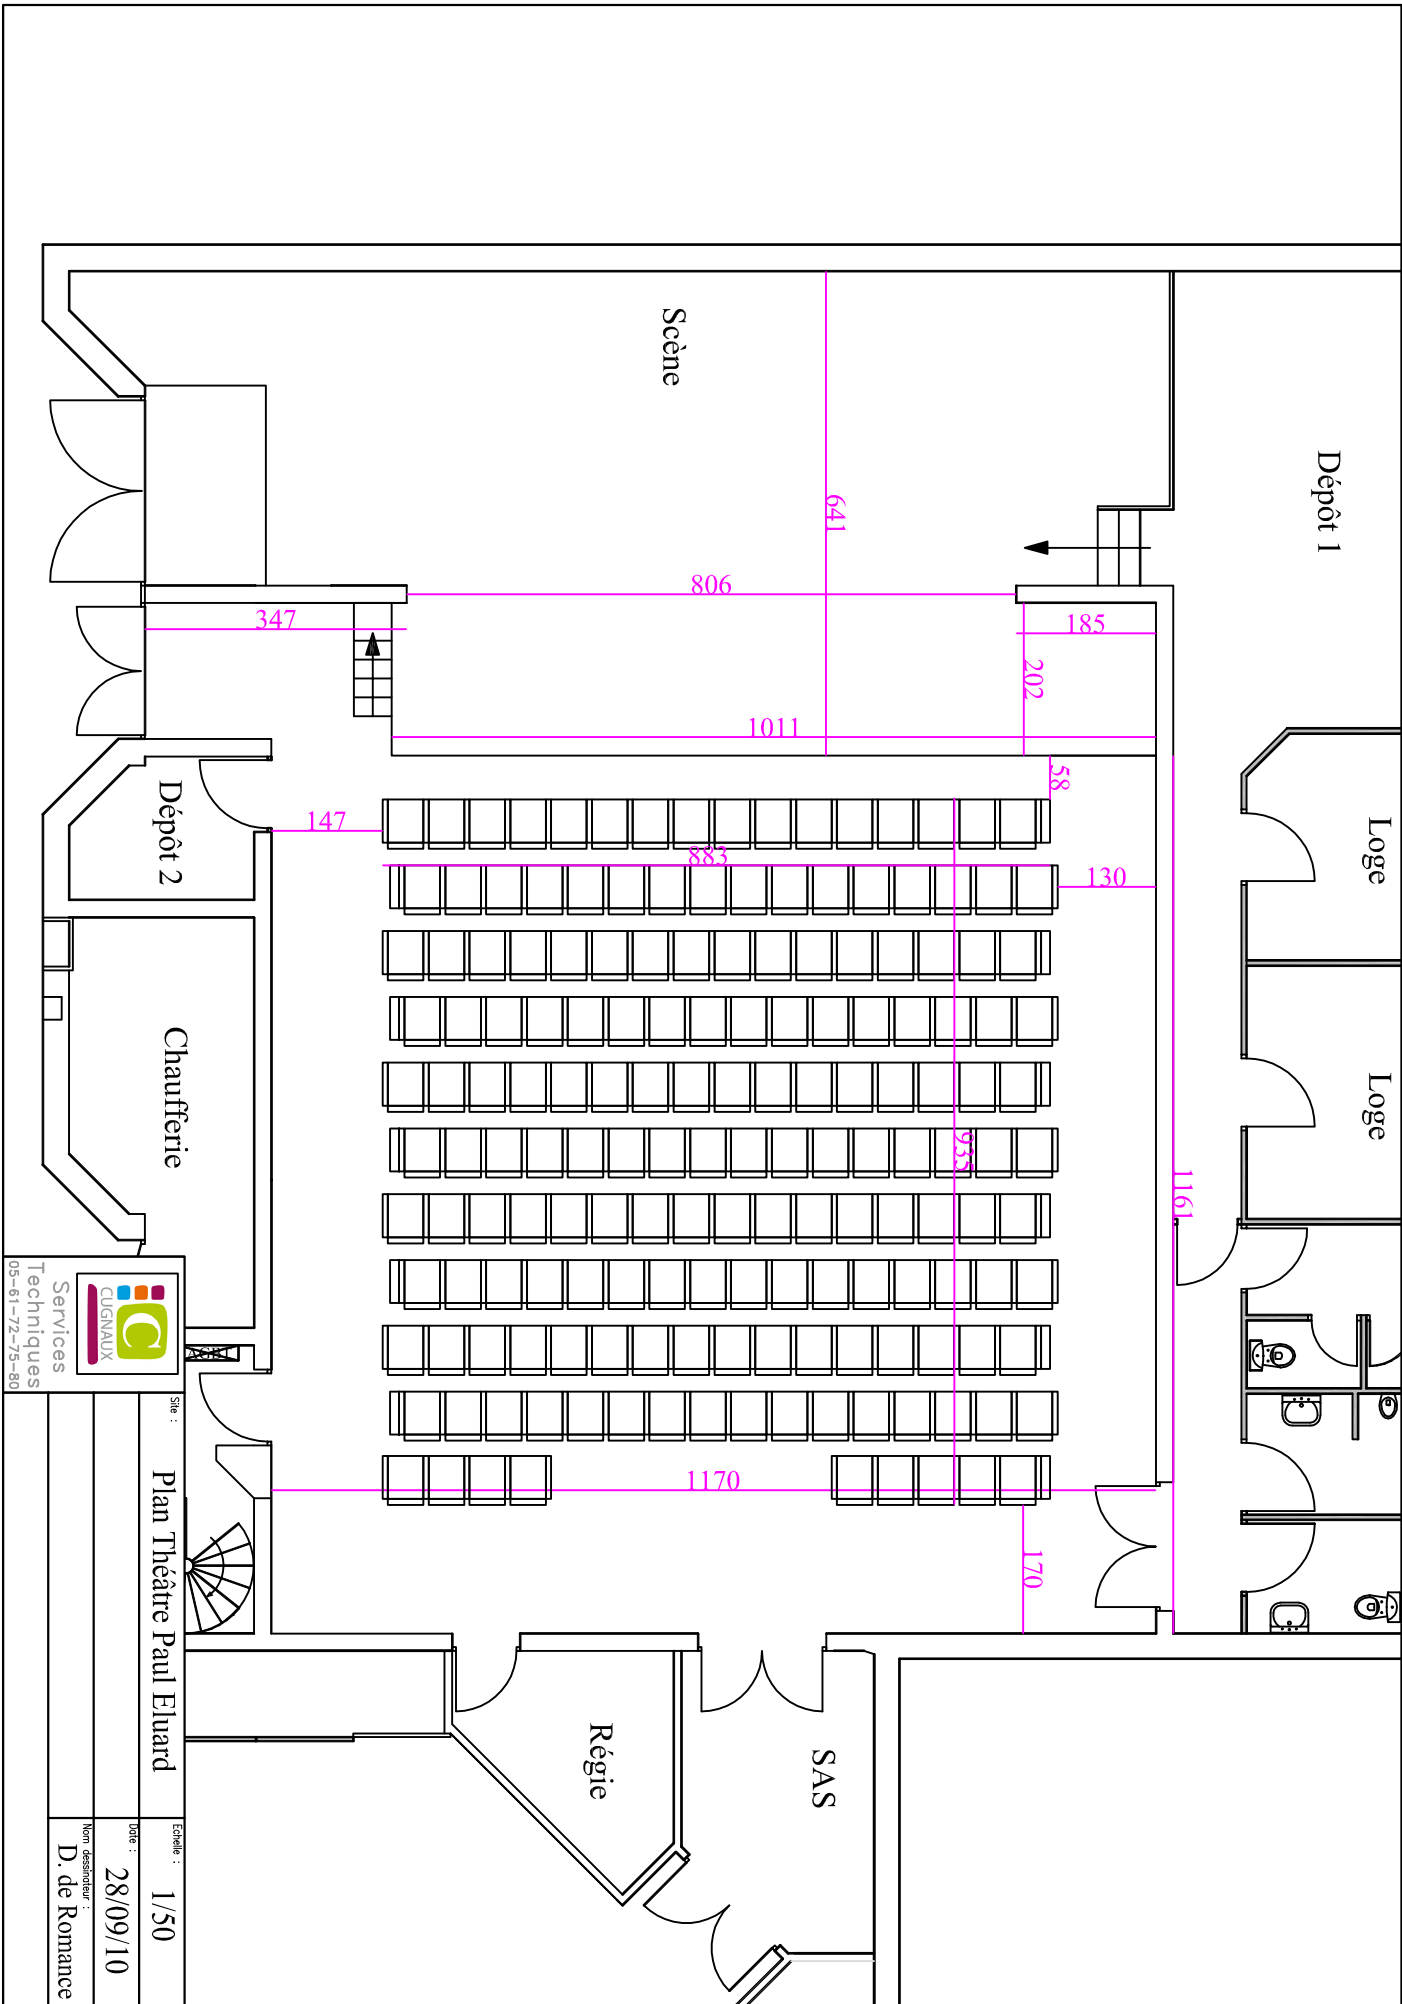 Scène
Dépôt 1
641
806
347
185
202
1011
58
Loge
147
Dépôt 2
883
130
Chaufferie
Loge
935
1161
CUGNAUX
C
Services
Techniques
05-61-72-75-80
Site :
Plan Théâtre Paul Eluard
1170
170
Régie
SAS
Echelle :
1/50
Date :
28/09/10
Nom dessinateur :
D. de Romance